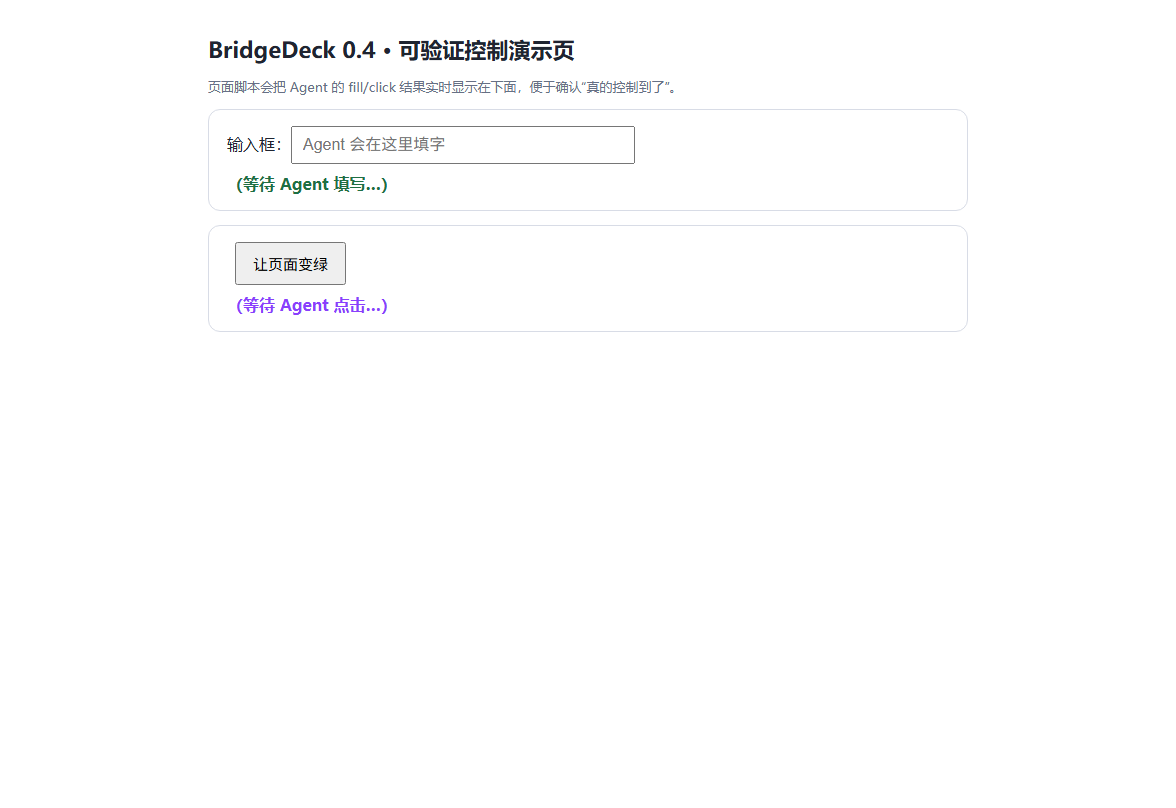 BridgeDeck 0.4 • 可验证控制演示页
页面脚本会把 Agent 的 fill/click 结果实时显示在下面，便于确认“真的控制到了”。
输入框： Agent 会在这里填字
(等待 Agent 填写…)
让页面变绿
(等待 Agent 点击…)